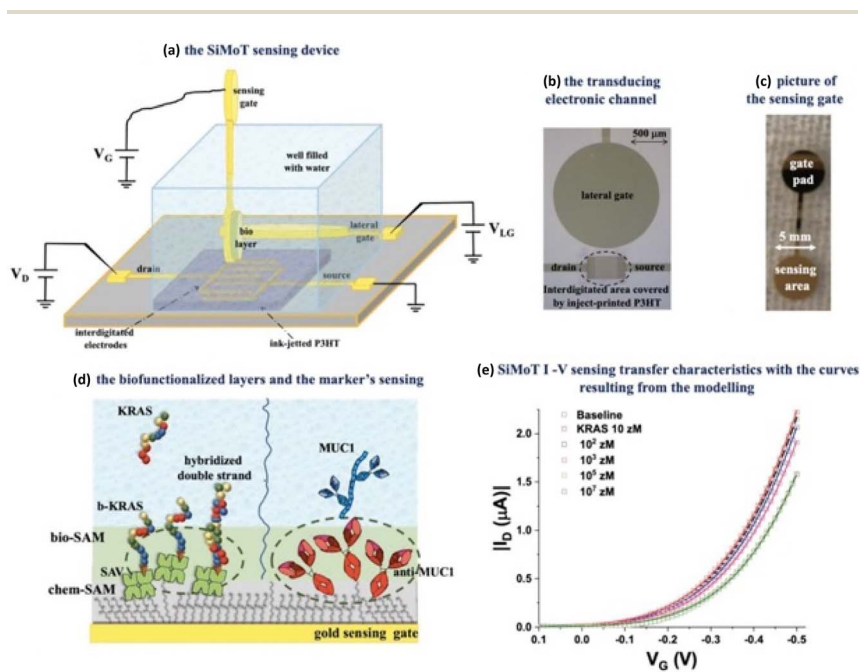 (a) the SiMoT sensing device
sensing
gate
V_G
well filled
with water
bio
layer
lateral
gate
V_LG
V_D
drain
source
interdigitated
electrodes
ink-jetted P3HT
(b) the transducing
electronic channel
500 μm
lateral gate
drain
source
Interdigitated area covered
by inject-printed P3HT
(c) picture of
the sensing gate
gate
pad
5 mm
sensing
area
(d) the biofunctionalized layers and the marker's sensing
KRAS
hybridized
double strand
MUC1
b-KRAS
bio-SAM
SAV
anti-MUC1
chem-SAM
gold sensing gate
(e) SiMoT I -V sensing transfer characteristics with the curves
resulting from the modelling
Baseline
KRAS 10 zM
10² zM
10³ zM
10⁵ zM
10⁷ zM
|I_D (μA)|
2.0
1.5
1.0
0.5
0.0
0.1 0.0 -0.1 -0.2 -0.3 -0.4 -0.5
V_G (V)